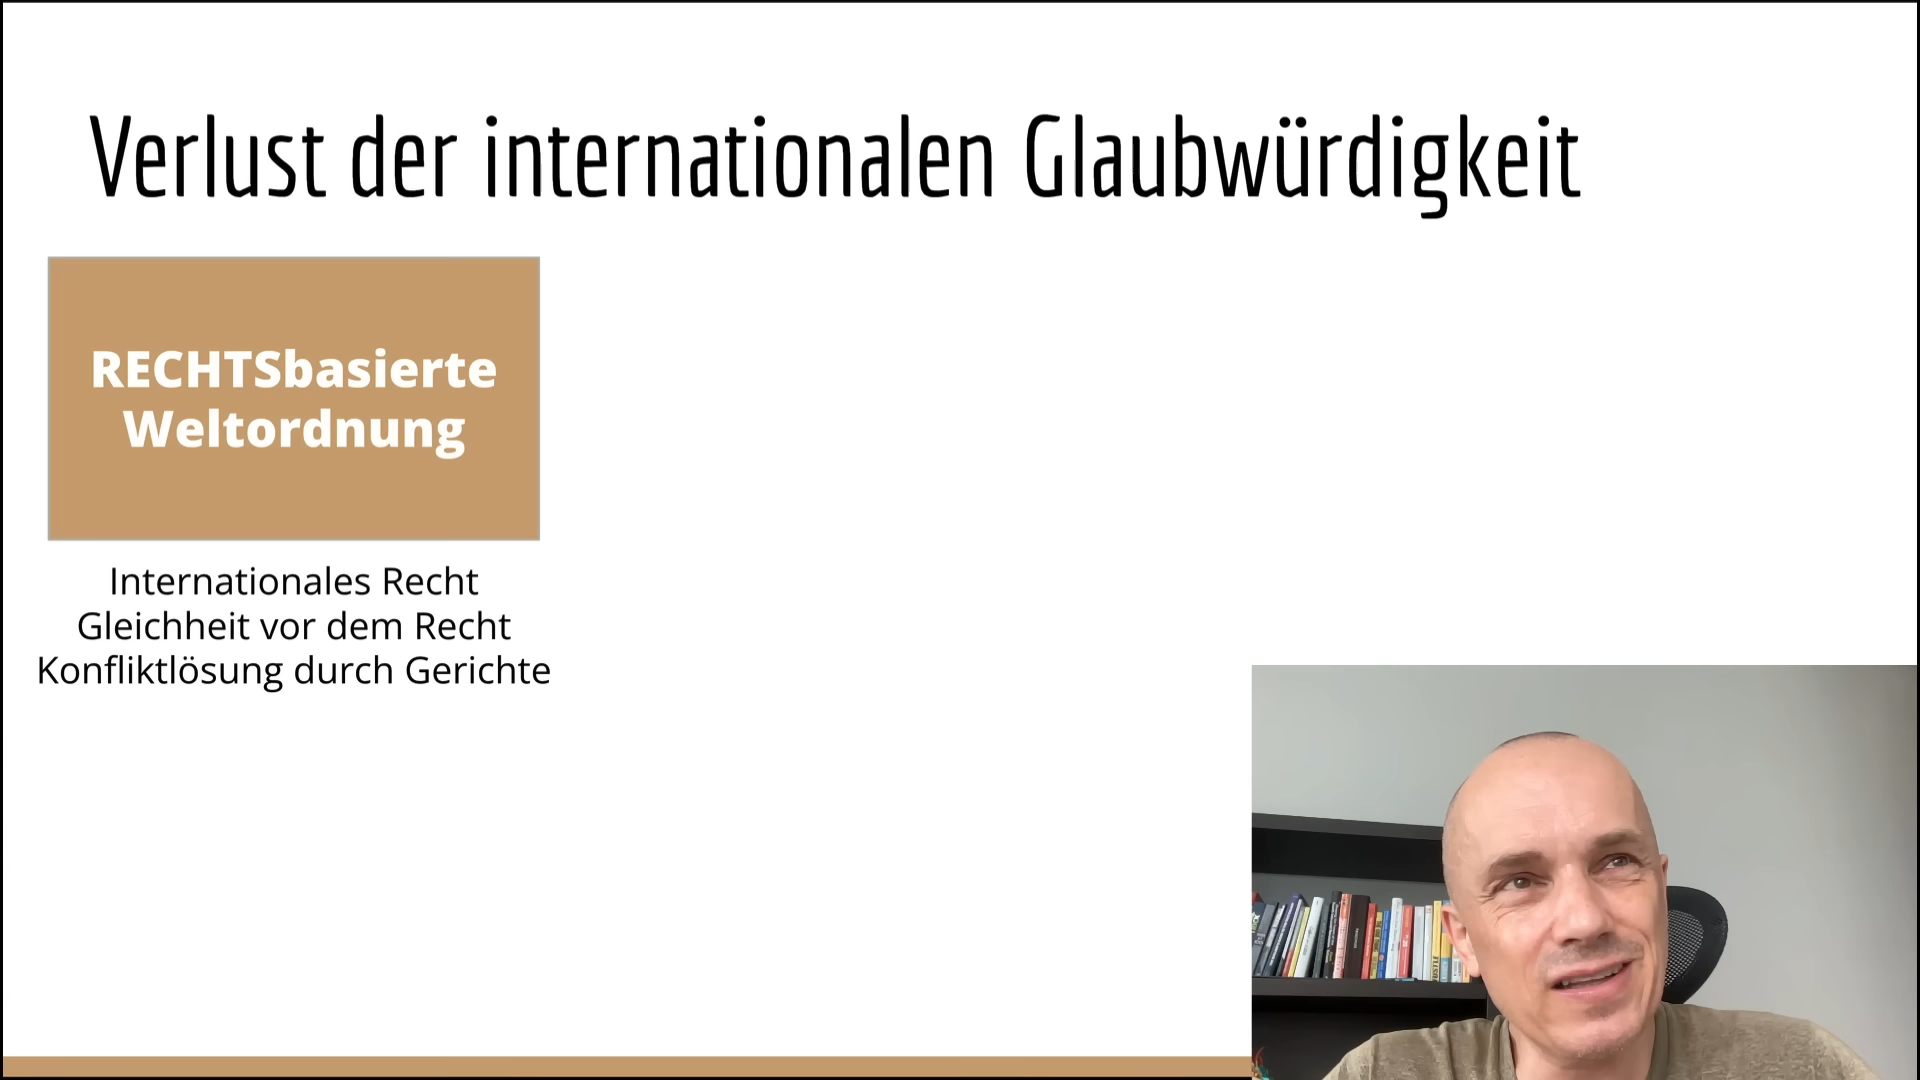 Verlust der internationalen Glaubwürdigkeit
RECHTSbasierte
Weltordnung
Internationales Recht
Gleichheit vor dem Recht
Konfliktlösung durch Gerichte